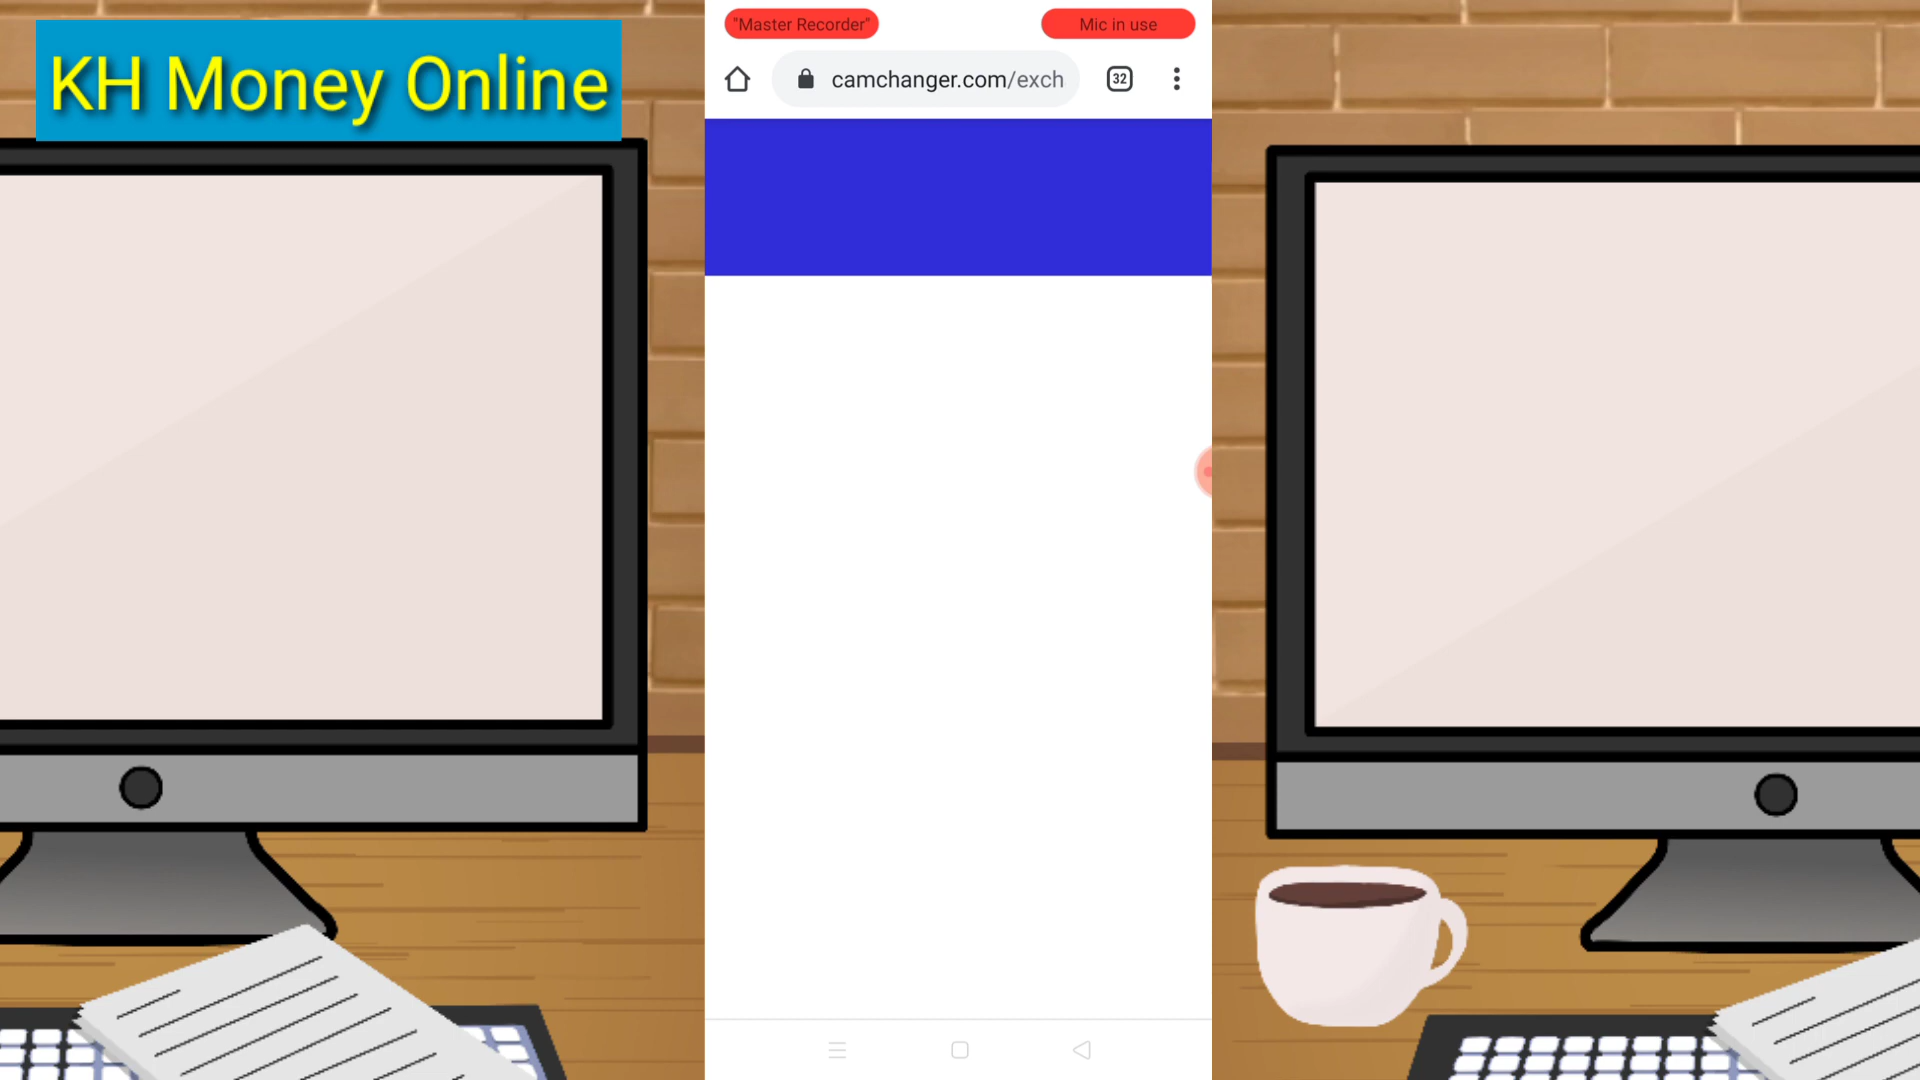 KH Money Online
"Master Recorder"
Mic in use
camchanger.com/exch
32